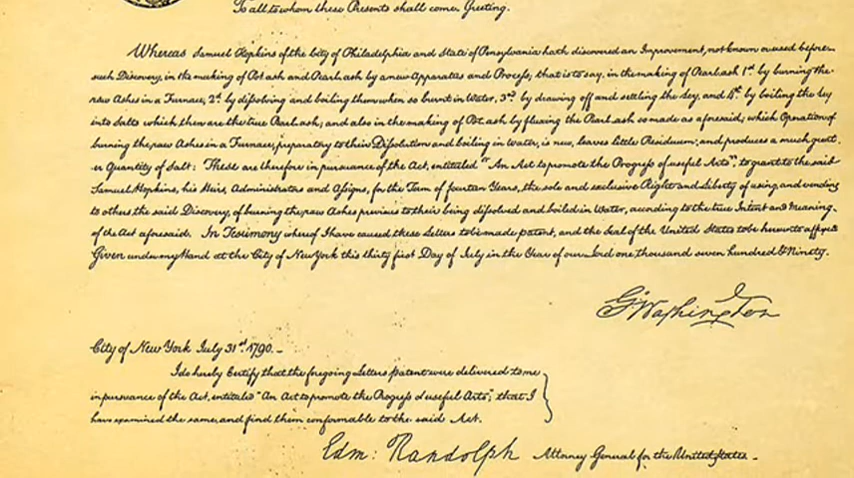 To all to whom these Presents shall come, Greeting.
Whereas Samuel Hopkins of the City of Philadelphia and State of Pensylvania hath discovered an Improvement, not known or used before
such Discovery, in the making of Pot ash and Pearl ash by a new Apparatus and Process; that is to say, in the making of Pearl ash 1st. by burning the
raw Ashes in a Furnace, 2d. by dissolving and boiling them when so burnt in Water, 3rd. by drawing off and settling the Ley, and 4th. by boiling the Ley
into Salts which then are the true Pearl ash; and also in the making of Pot ash by fluxing the Pearl ash so made as aforesaid; which Operation of
burning the raw Ashes in a Furnace, preparatory to their Dissolution and boiling in Water, is new, leaves little Residuum; and produces a much great-
er Quantity of Salt: These are therefore in pursuance of the Act, entituled "An Act to promote the Progress of useful Arts", to grant to the said
Samuel Hopkins, his Heirs, Administrators and Assigns, for the Term of fourteen Years, the sole and exclusive Right and Liberty of using, and vending
to others the said Discovery, of burning the raw Ashes previous to their being dissolved and boiled in Water, according to the true Intent and Meaning
of the Act aforesaid. In Testimony whereof I have caused these Letters to be made patent, and the Seal of the United States to be hereunto affixed
Given under my Hand at the City of New York this thirty first Day of July in the Year of our Lord one thousand seven hundred & Ninety.
G. Washington
City of New York July 31st. 1790. -
I do hereby Certify that the foregoing Letters patent were delivered to me
in pursuance of the Act, entituled "An Act to promote the Progress of useful Arts"; that I
have examined the same, and find them conformable to the said Act.
Edm: Randolph Attorney General for the United States. -